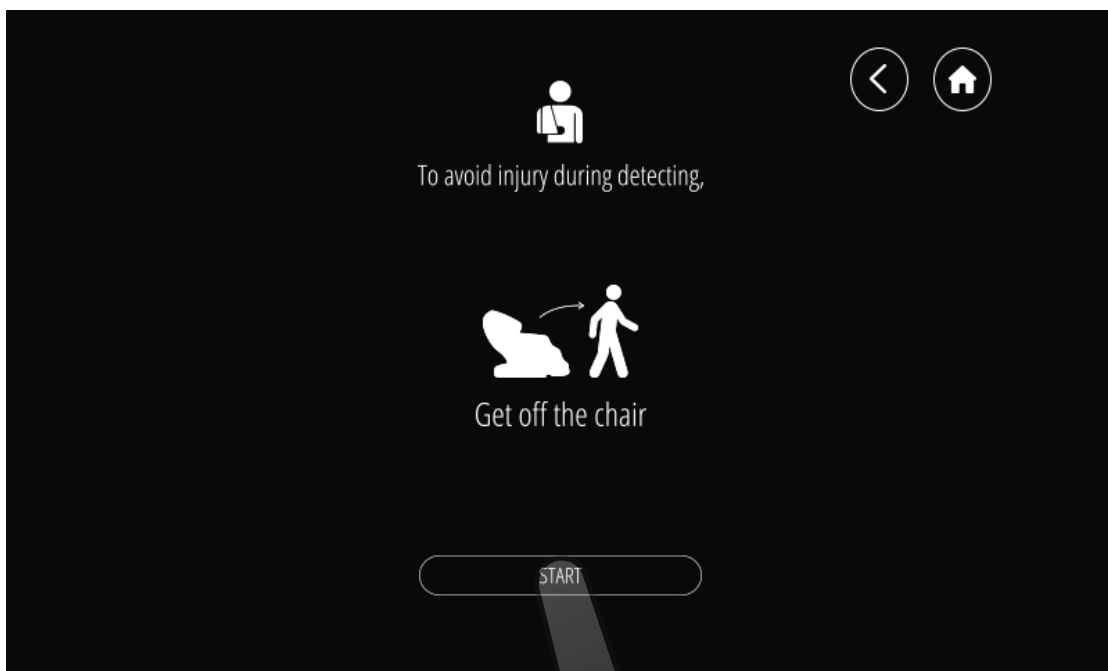 To avoid injury during detecting,
Get off the chair
START